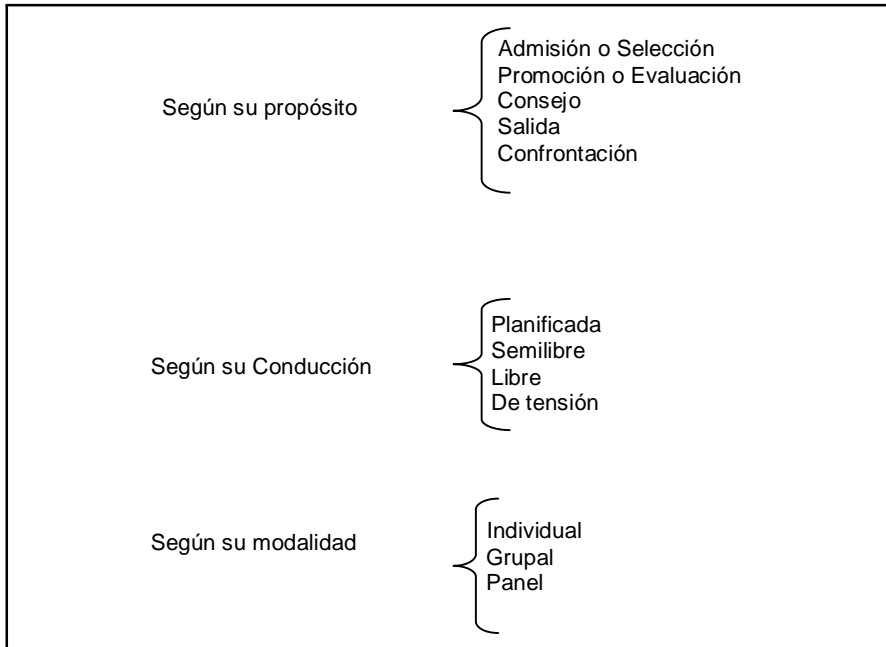 Según su propósito
Admisión o Selección
Promoción o Evaluación
Consejo
Salida
Confrontación
Según su Conducción
Planificada
Semilibre
Libre
De tensión
Según su modalidad
Individual
Grupal
Panel